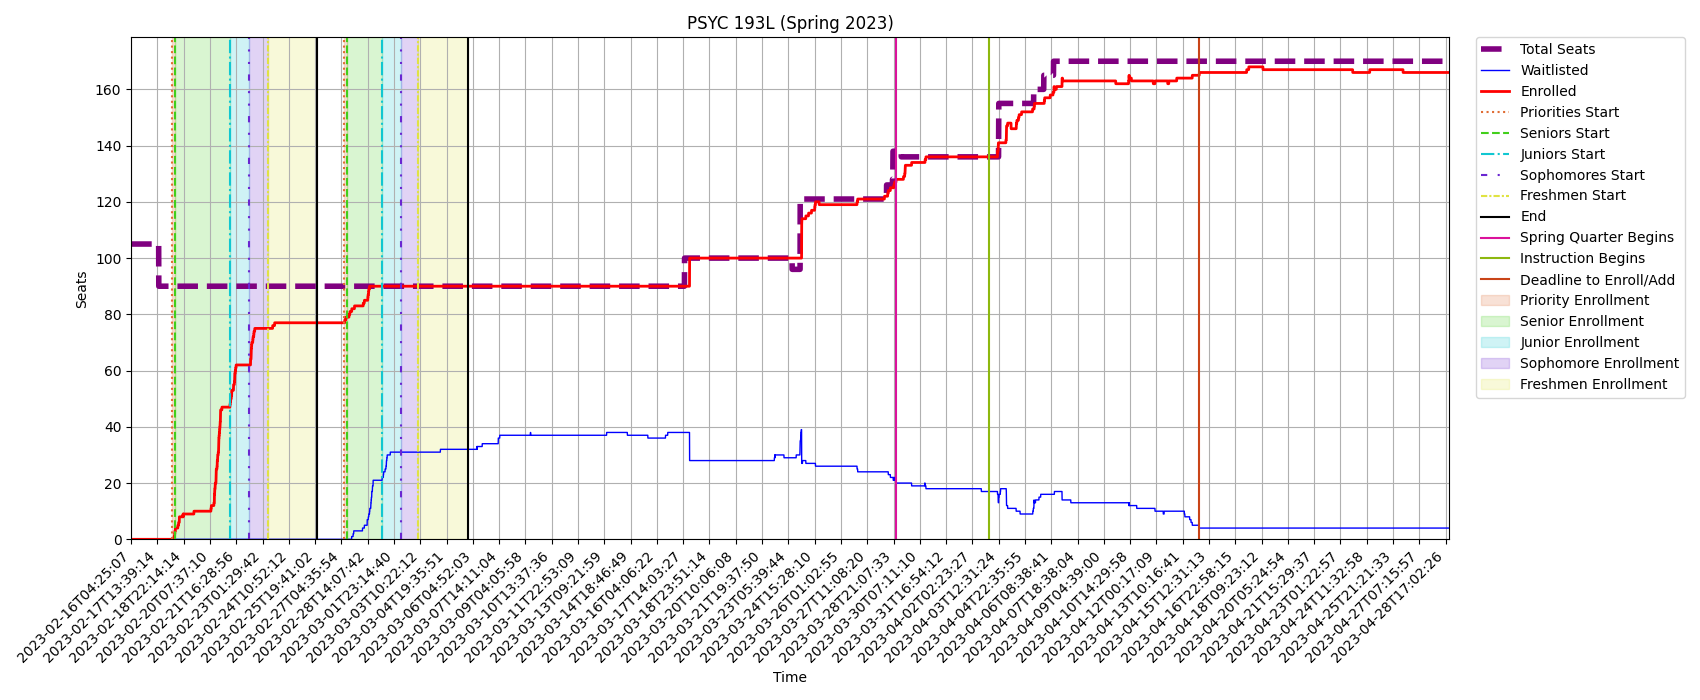 PSYC 193L (Spring 2023)
Seats
160
140
120
100
80
60
40
20
0
2023-02-16T04:25:07
2023-02-17T13:39:14
2023-02-18T22:14:14
2023-02-20T07:37:10
2023-02-21T16:28:56
2023-02-23T01:29:42
2023-02-24T10:52:12
2023-02-25T19:41:02
2023-02-27T04:35:54
2023-02-28T14:07:42
2023-03-01T23:14:40
2023-03-03T10:22:12
2023-03-04T19:35:51
2023-03-06T04:52:03
2023-03-07T14:11:04
2023-03-09T04:05:58
2023-03-10T13:37:36
2023-03-11T22:53:09
2023-03-13T09:21:59
2023-03-14T18:46:49
2023-03-16T04:06:22
2023-03-17T14:03:27
2023-03-18T23:51:14
2023-03-20T10:06:08
2023-03-21T19:37:50
2023-03-23T05:39:44
2023-03-24T15:28:10
2023-03-26T01:02:55
2023-03-27T11:08:20
2023-03-28T21:07:33
2023-03-30T07:11:10
2023-03-31T16:54:12
2023-04-02T02:23:27
2023-04-03T12:31:24
2023-04-04T22:35:55
2023-04-06T08:38:41
2023-04-07T18:38:04
2023-04-09T04:39:00
2023-04-10T14:29:58
2023-04-12T00:17:09
2023-04-13T10:16:41
2023-04-15T12:31:13
2023-04-16T22:58:15
2023-04-18T09:23:12
2023-04-20T05:24:54
2023-04-21T15:29:37
2023-04-23T01:22:57
2023-04-24T11:32:58
2023-04-25T21:21:33
2023-04-27T07:15:57
2023-04-28T17:02:26
Time
Total Seats
Waitlisted
Enrolled
Priorities Start
Seniors Start
Juniors Start
Sophomores Start
Freshmen Start
End
Spring Quarter Begins
Instruction Begins
Deadline to Enroll/Add
Priority Enrollment
Senior Enrollment
Junior Enrollment
Sophomore Enrollment
Freshmen Enrollment